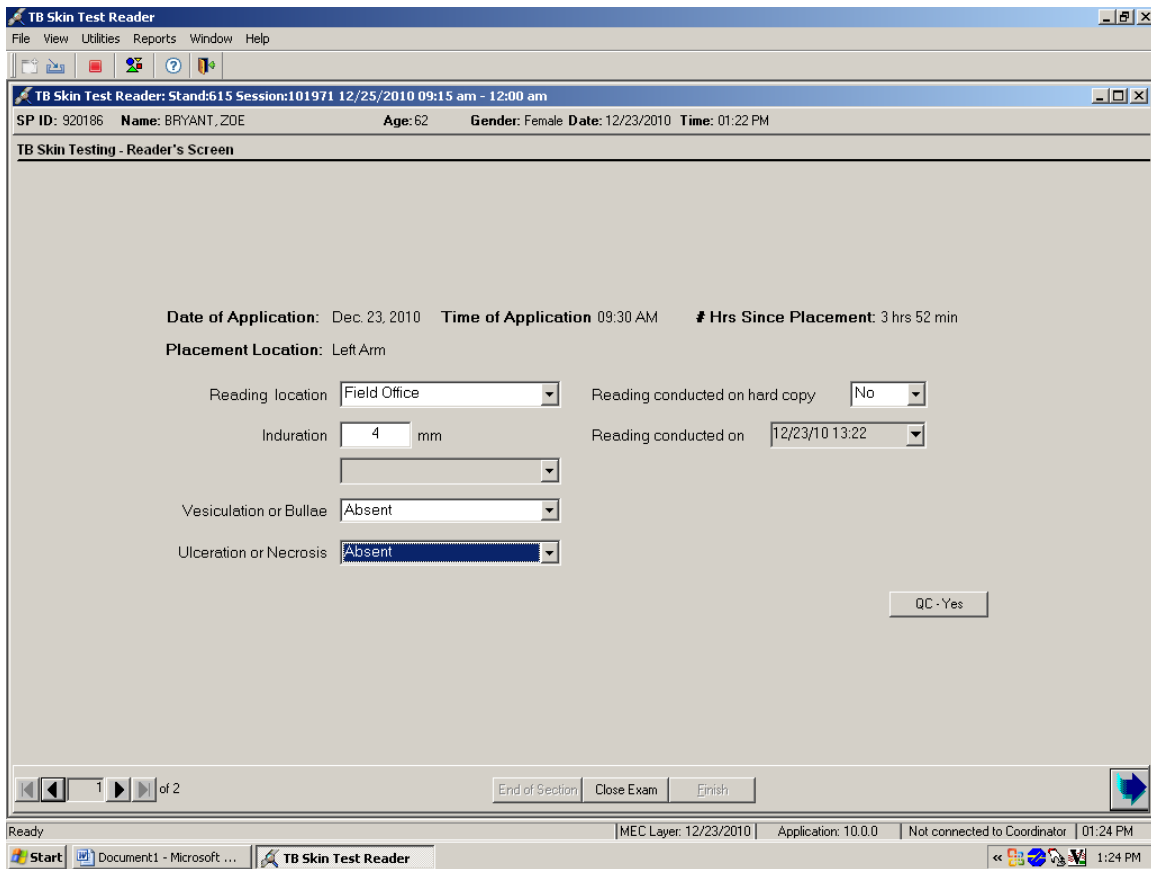 TB Skin Test Reader
File View Utilities Reports Window Help
TB Skin Test Reader: Stand:615 Session:101971 12/25/2010 09:15 am - 12:00 am
SP ID: 920186 Name: BRYANT, ZOE Age: 62 Gender: Female Date: 12/23/2010 Time: 01:22 PM
TB Skin Testing - Reader's Screen
Date of Application: Dec. 23, 2010 Time of Application 09:30 AM # Hrs Since Placement: 3 hrs 52 min
Placement Location: Left Arm
Reading location Field Office Reading conducted on hard copy No
Induration 4 mm Reading conducted on 12/23/10 13:22
Vesiculation or Bullae Absent
Ulceration or Necrosis Absent
QC - Yes
1 of 2 End of Section Close Exam Finish
Ready MEC Layer: 12/23/2010 Application: 10.0.0 Not connected to Coordinator 01:24 PM
Start Document1 - Microsoft ... TB Skin Test Reader « 1:24 PM